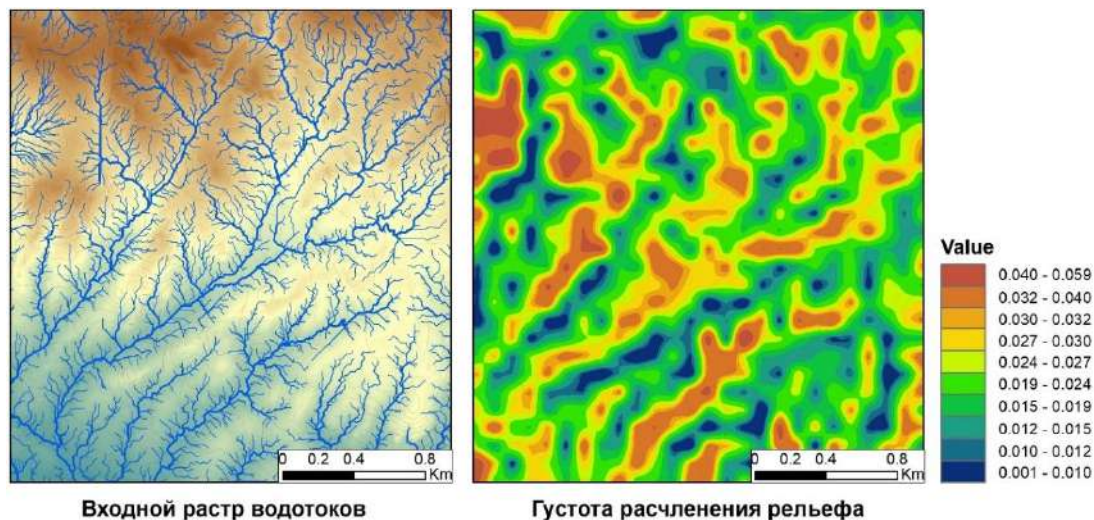 0 0.2 0.4 0.8
Km
0 0.2 0.4 0.8
Km
Value
0.040 - 0.059
0.032 - 0.040
0.030 - 0.032
0.027 - 0.030
0.024 - 0.027
0.019 - 0.024
0.015 - 0.019
0.012 - 0.015
0.010 - 0.012
0.001 - 0.010
Входной растр водотоков
Густота расчленения рельефа